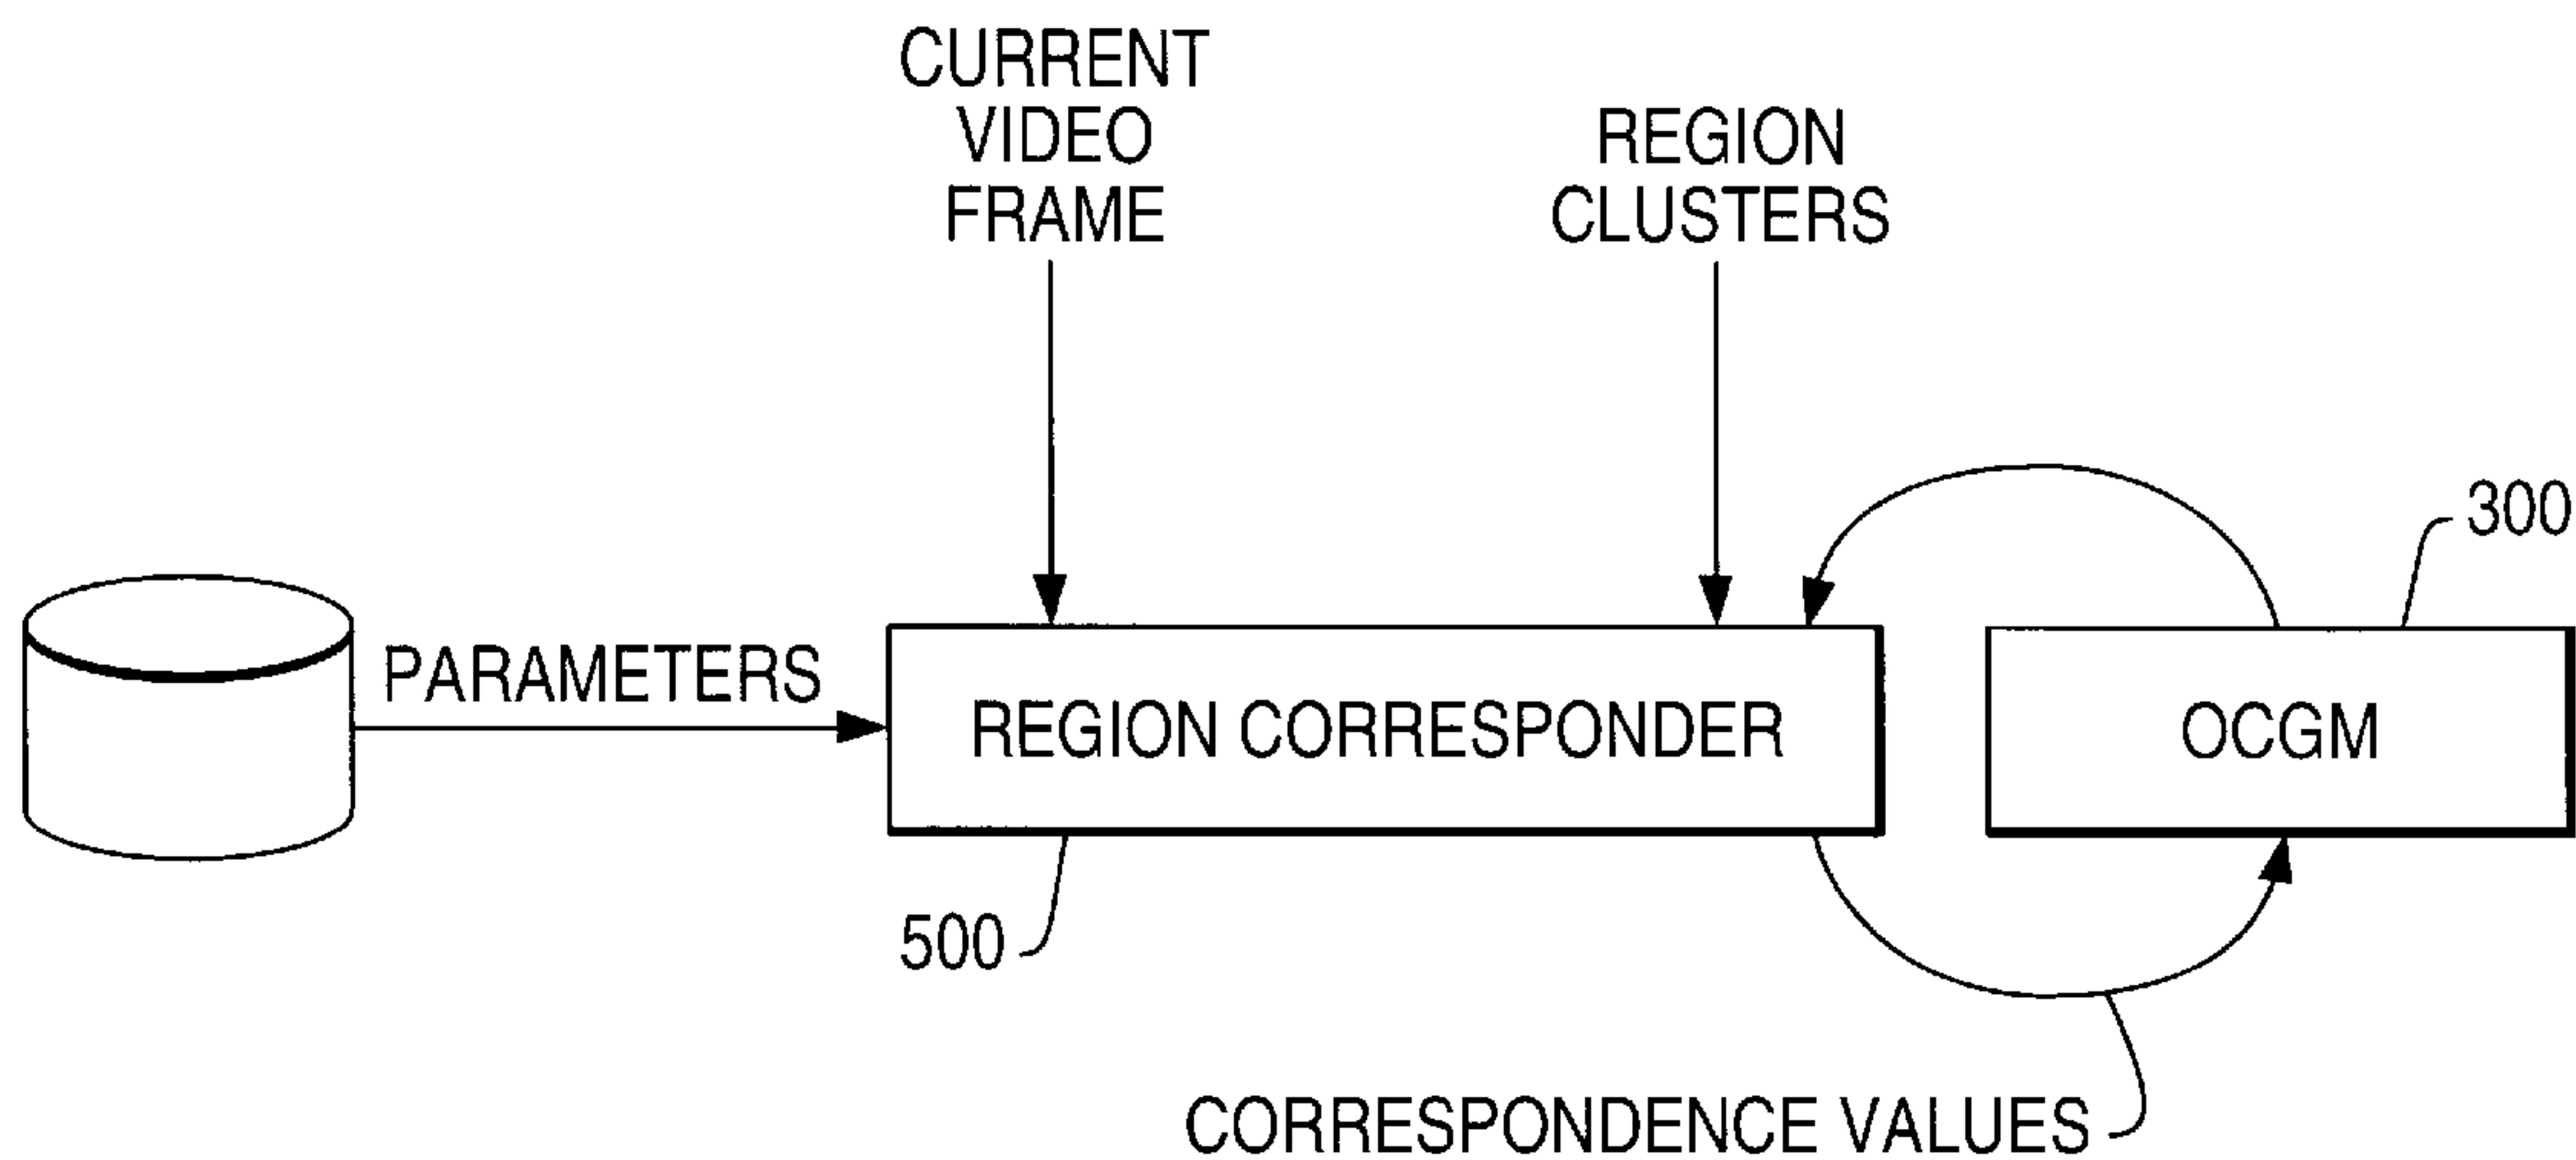 CURRENT
VIDEO
FRAME
REGION
CLUSTERS
300
PARAMETERS
REGION CORRESPONDER
OCGM
500
CORRESPONDENCE VALUES